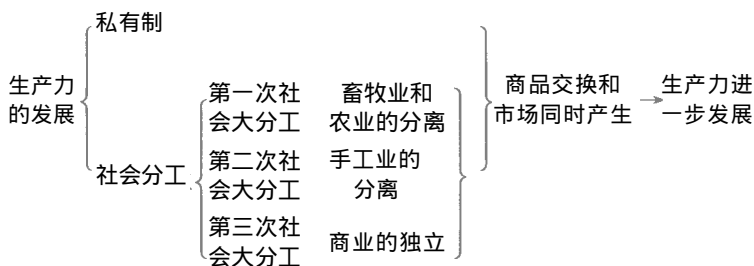 私有制
生产力
的发展
社会分工
第一次社
会大分工
畜牧业和
农业的分离
第二次社
会大分工
手工业的
分离
第三次社
会大分工
商业的独立
商品交换和
市场同时产生
生产力进
一步发展